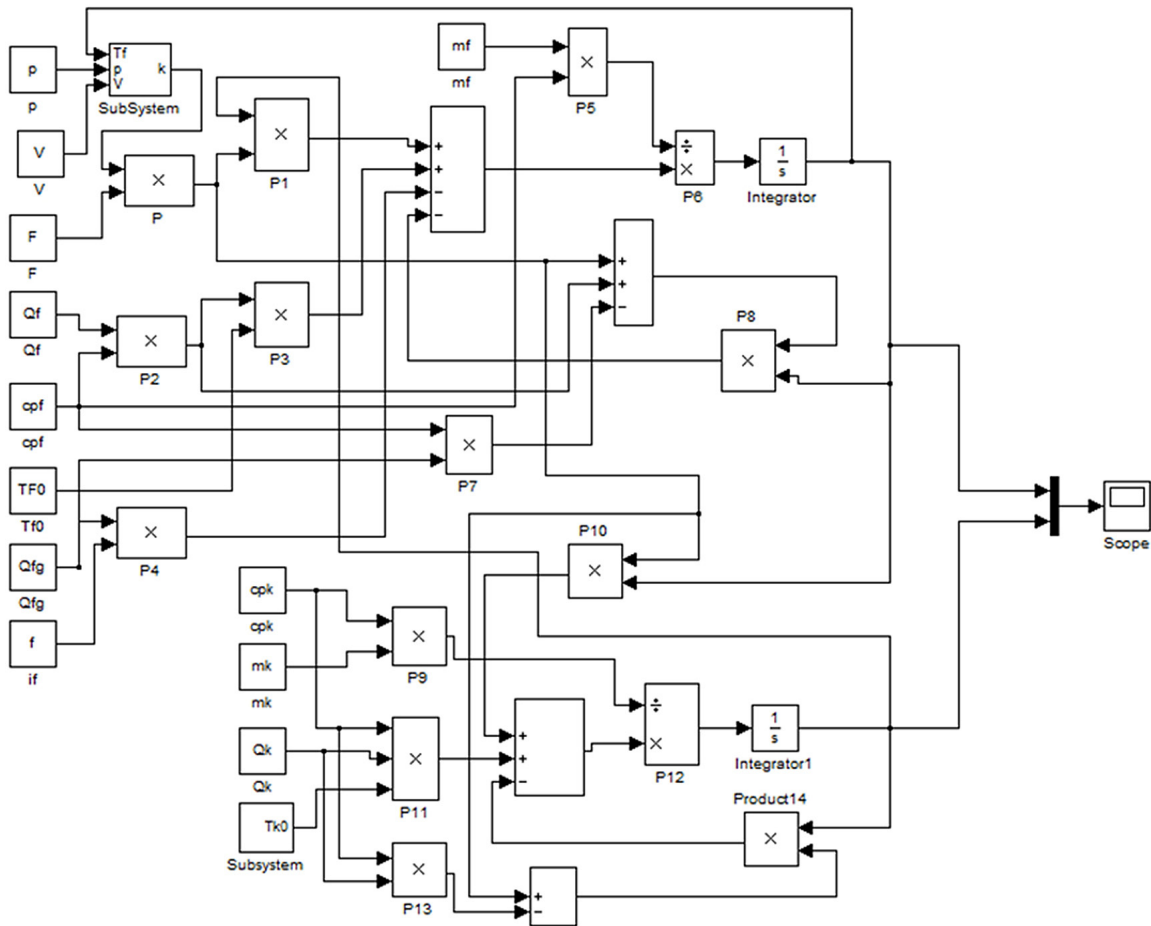 p
p
Tf
p
k
V
SubSystem
V
V
F
F
×
P
×
P1
+
+
−
−
mf
mf
×
P5
÷
×
P6
1
s
Integrator
Qf
Qf
×
P2
×
P3
+
+
−
P8
×
cpf
cpf
×
P7
TF0
Tf0
×
P4
Qfg
Qfg
f
if
P10
×
Scope
cpk
cpk
×
P9
mk
mk
Qk
Qk
×
P11
+
+
−
÷
×
P12
1
s
Integrator1
Tk0
Subsystem
×
P13
Product14
×
+
−